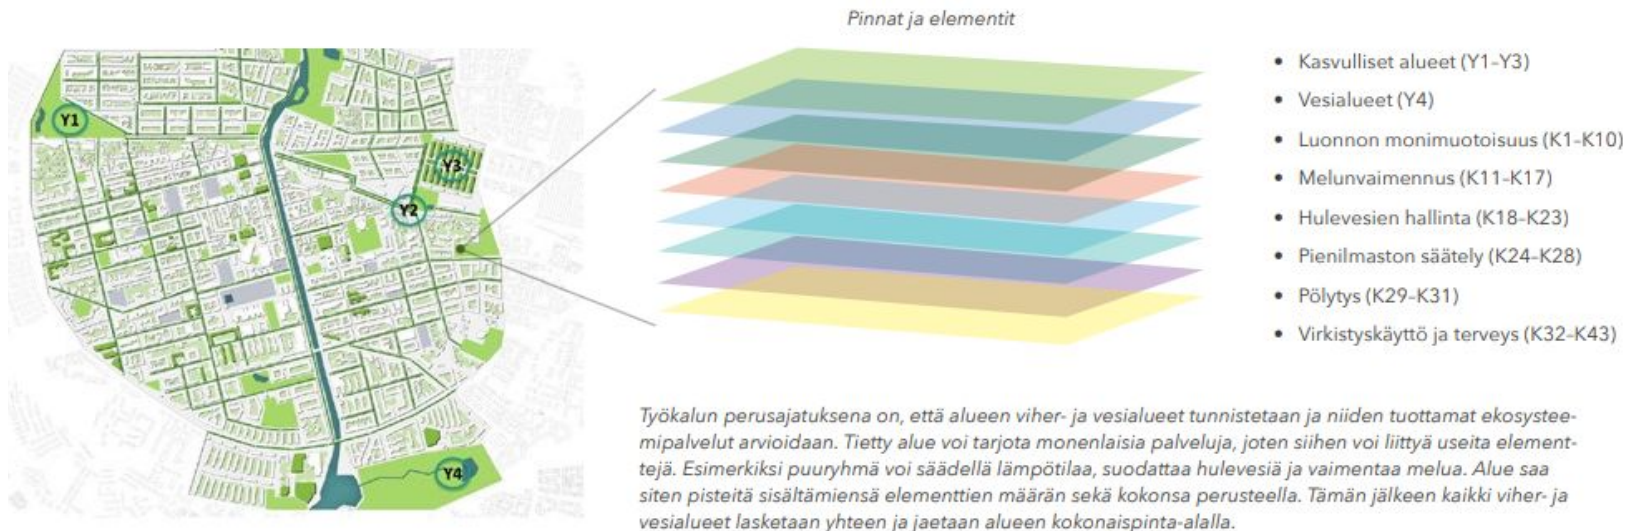 Pinnat ja elementit
Y1
Y3
Y2
Y4
• Kasvulliset alueet (Y1–Y3)
• Vesialueet (Y4)
• Luonnon monimuotoisuus (K1–K10)
• Melunvaimennus (K11–K17)
• Hulevesien hallinta (K18–K23)
• Pienilmaston säätely (K24–K28)
• Pölytys (K29–K31)
• Virkistyskäyttö ja terveys (K32–K43)
Työkalun perusajatuksena on, että alueen viher- ja vesialueet tunnistetaan ja niiden tuottamat ekosystee-
mipalvelut arvioidaan. Tietty alue voi tarjota monenlaisia palveluja, joten siihen voi liittyä useita element-
tejä. Esimerkiksi puuryhmä voi säädellä lämpötilaa, suodattaa hulevesiä ja vaimentaa melua. Alue saa
siten pisteitä sisältämiensä elementtien määrän sekä kokonsa perusteella. Tämän jälkeen kaikki viher- ja
vesialueet lasketaan yhteen ja jaetaan alueen kokonaispinta-alalla.